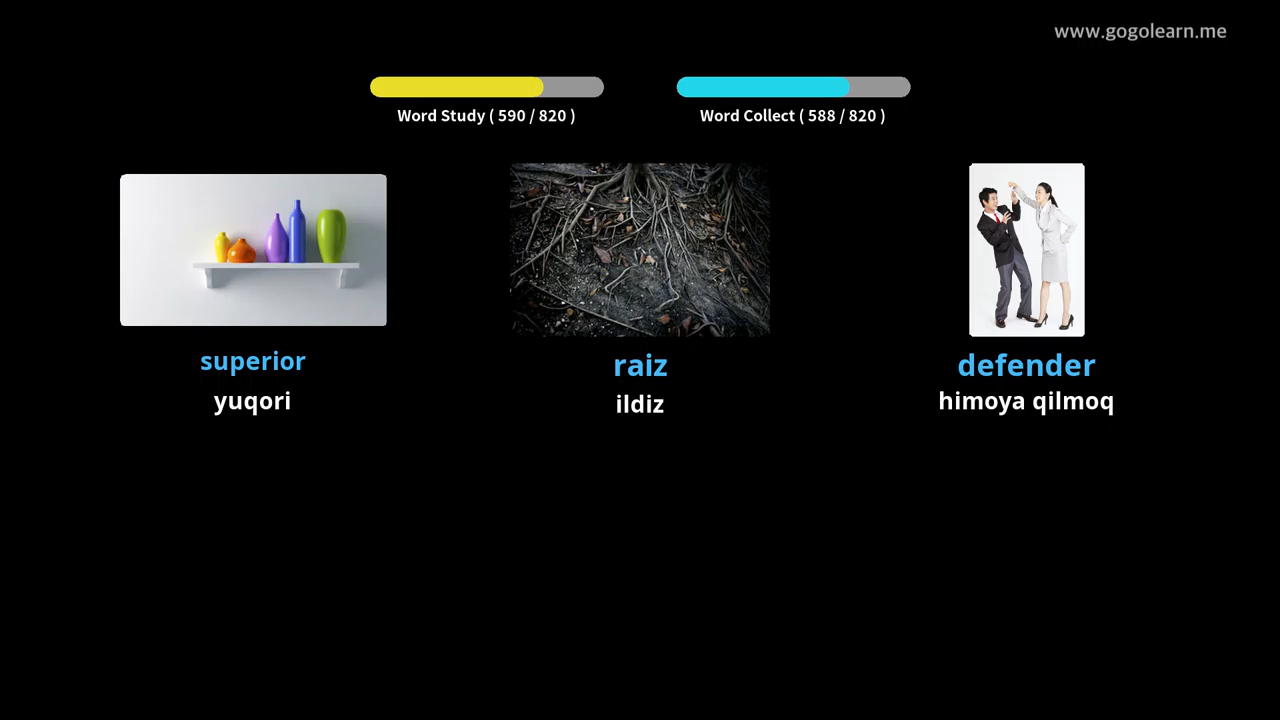 www.gogolearn.me
Word Study ( 590 / 820 )
Word Collect ( 588 / 820 )
superior
yuqori
raiz
ildiz
defender
himoya qilmoq